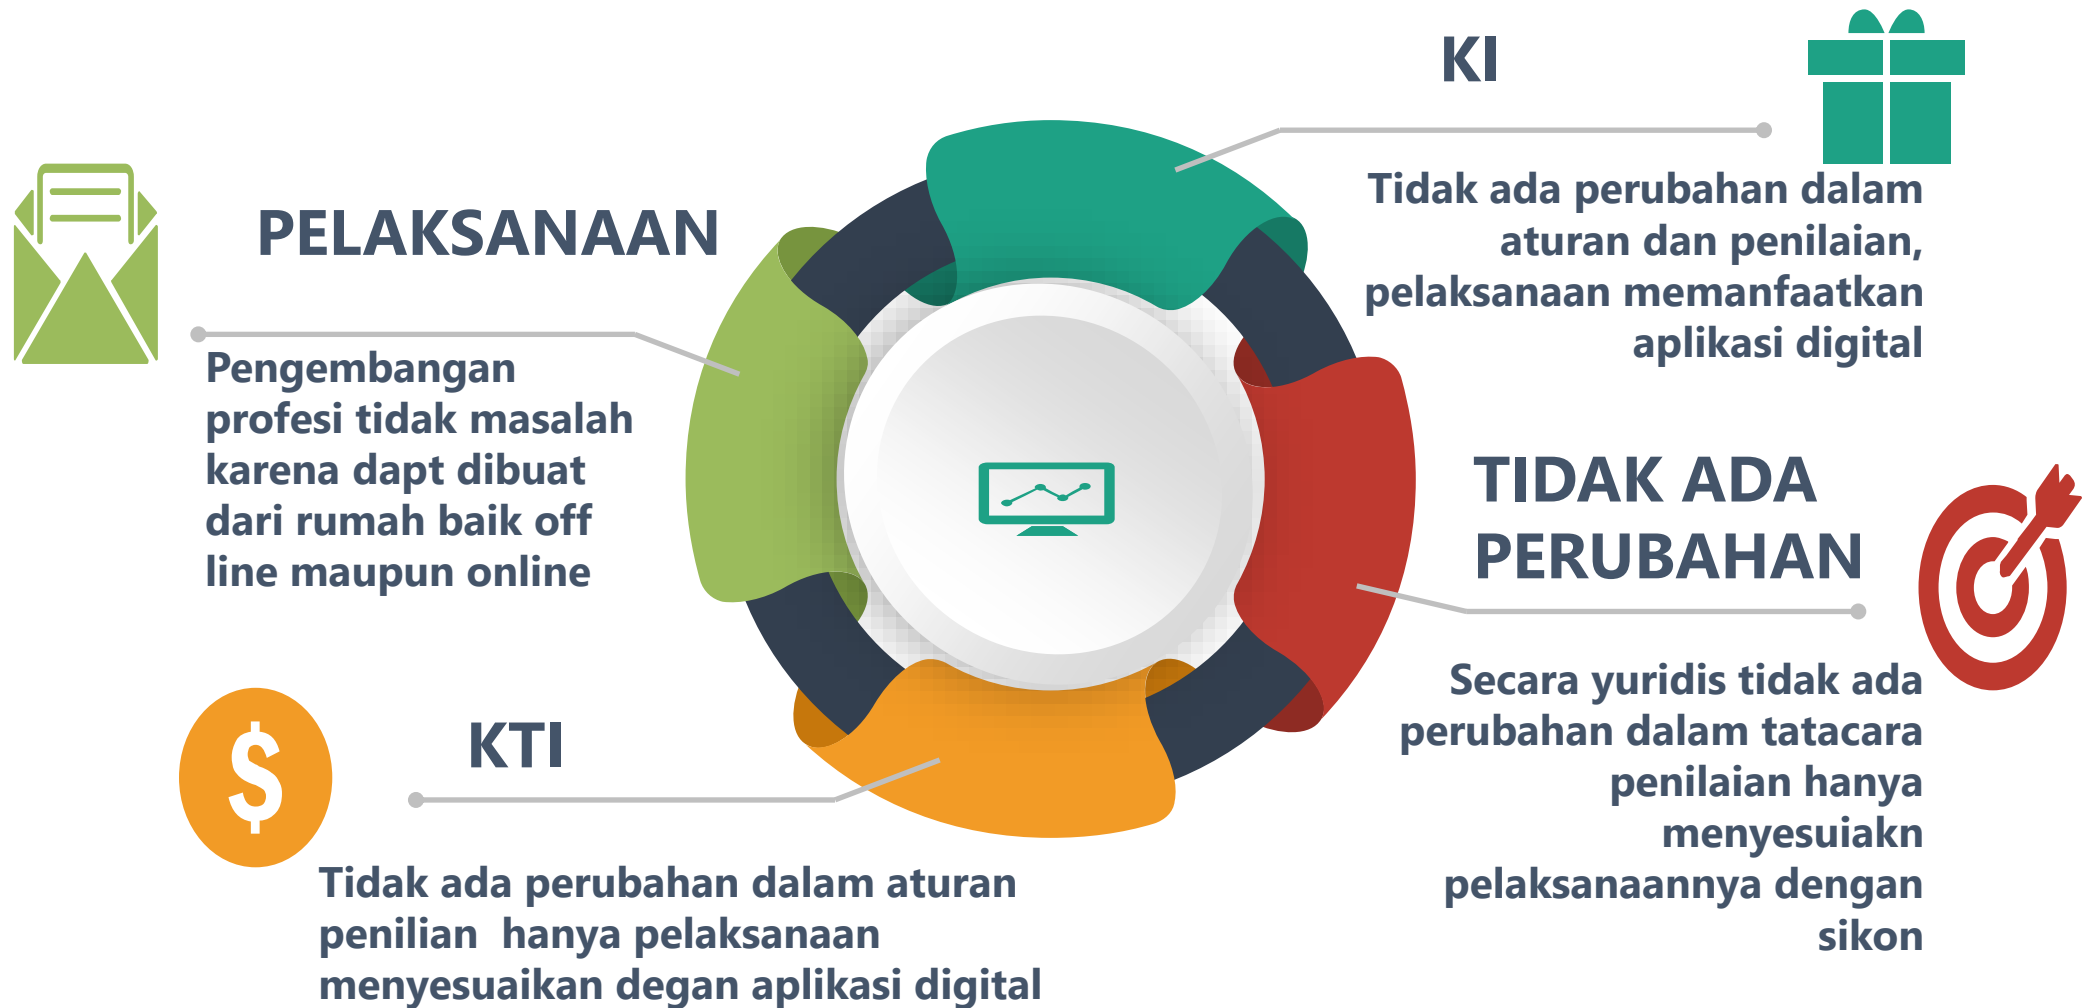 KI
Tidak ada perubahan dalam
aturan dan penilaian,
pelaksanaan memanfaatkan
aplikasi digital
PELAKSANAAN
Pengembangan
profesi tidak masalah
karena dapt dibuat
dari rumah baik off
line maupun online
TIDAK ADA
PERUBAHAN
Secara yuridis tidak ada
perubahan dalam tatacara
penilaian hanya
menyesuiakn
pelaksanaannya dengan
sikon
$
KTI
Tidak ada perubahan dalam aturan
penilian  hanya pelaksanaan
menyesuaikan degan aplikasi digital